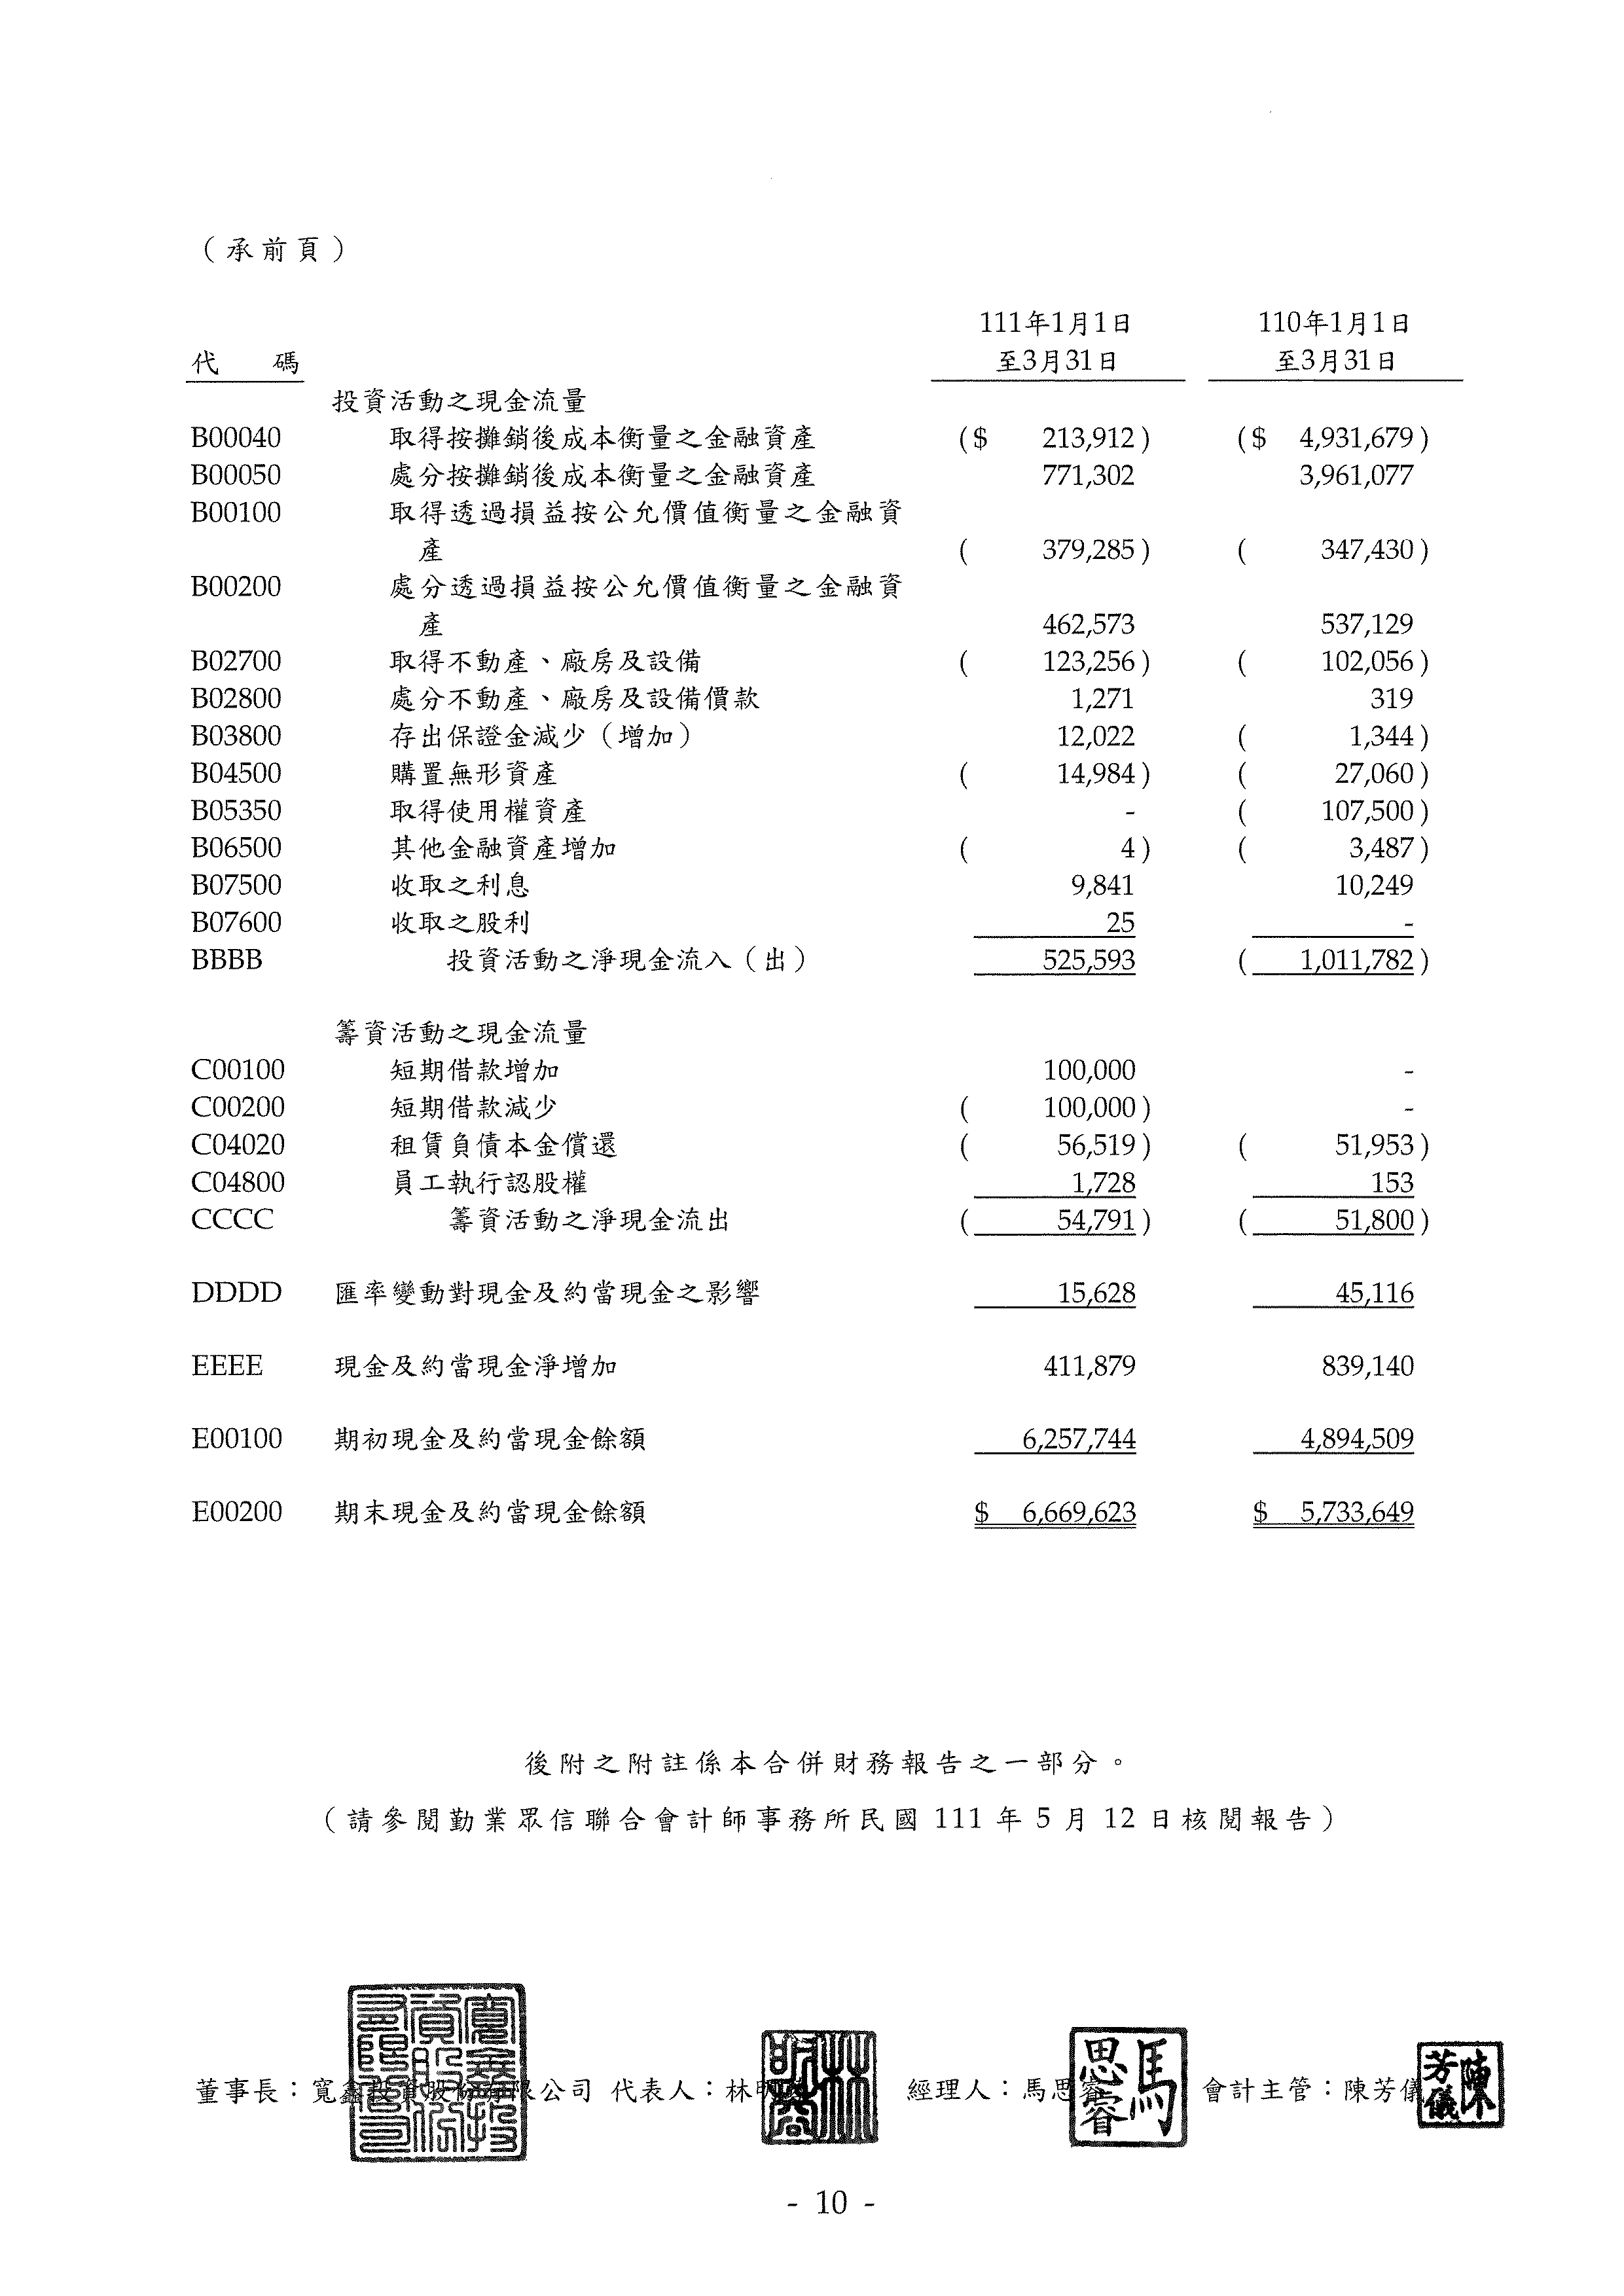 （承前頁）
111年1月1日 110年1月1日
代 碼 至3月31日 至3月31日
投資活動之現金流量
B00040 取得按攤銷後成本衡量之金融資產 ($ 213,912) ($ 4,931,679)
B00050 處分按攤銷後成本衡量之金融資產 771,302 3,961,077
B00100 取得透過損益按公允價值衡量之金融資
產 ( 379,285) ( 347,430)
B00200 處分透過損益按公允價值衡量之金融資
產 462,573 537,129
B02700 取得不動產、廠房及設備 ( 123,256) ( 102,056)
B02800 處分不動產、廠房及設備價款 1,271 319
B03800 存出保證金減少（增加） 12,022 ( 1,344)
B04500 購置無形資產 ( 14,984) ( 27,060)
B05350 取得使用權資產 - ( 107,500)
B06500 其他金融資產增加 ( 4) ( 3,487)
B07500 收取之利息 9,841 10,249
B07600 收取之股利 25 -
BBBB 投資活動之淨現金流入（出） 525,593 ( 1,011,782)
籌資活動之現金流量
C00100 短期借款增加 100,000 -
C00200 短期借款減少 ( 100,000) -
C04020 租賃負債本金償還 ( 56,519) ( 51,953)
C04800 員工執行認股權 1,728 153
CCCC 籌資活動之淨現金流出 ( 54,791) ( 51,800)
DDDD 匯率變動對現金及約當現金之影響 15,628 45,116
EEEE 現金及約當現金淨增加 411,879 839,140
E00100 期初現金及約當現金餘額 6,257,744 4,894,509
E00200 期末現金及約當現金餘額 $ 6,669,623 $ 5,733,649
後附之附註係本合併財務報告之一部分。
（請參閱勤業眾信聯合會計師事務所民國 111 年 5 月 12 日核閱報告）
董事長：寬鑫投資股份有限公司 代表人：林 經理人：馬思睿 會計主管：陳芳儀
馬思睿
陳芳儀
- 10 -